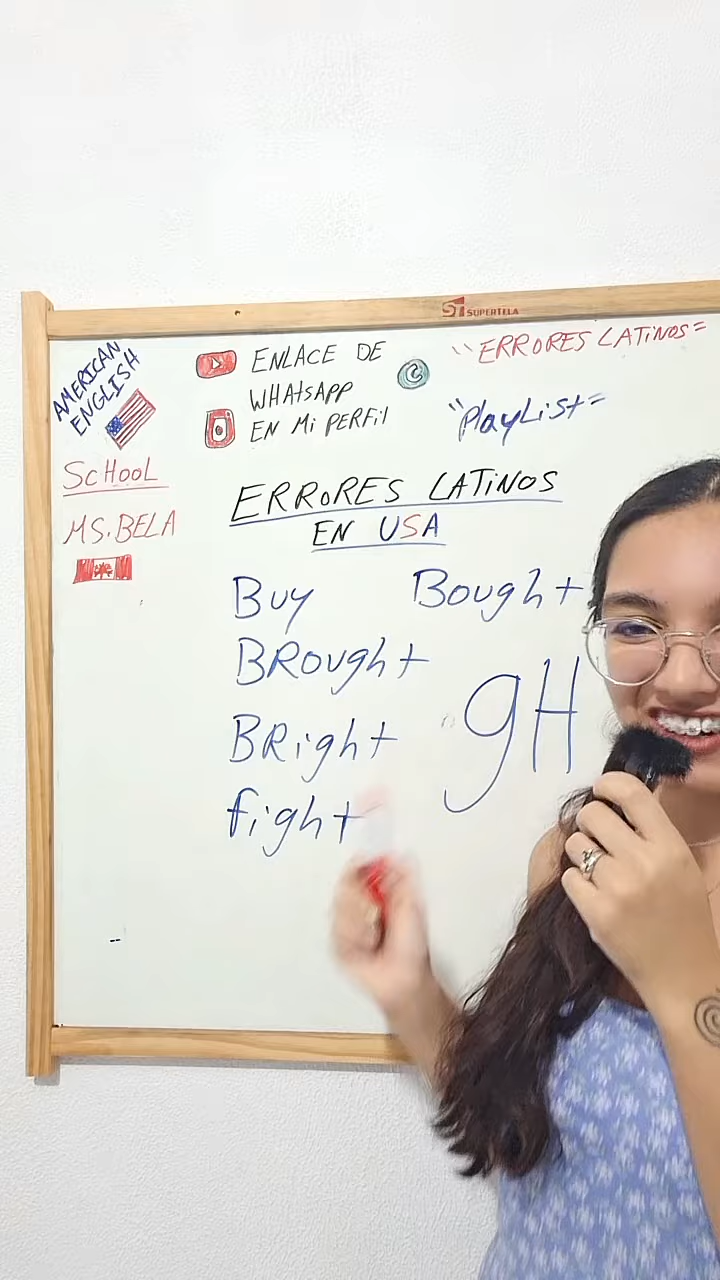 ST SUPERTELA
AMERICAN
ENGLISH
ENLACE DE
WHAtsAPP
EN Mi PERFil
"ERRORES LATiNOS"
"PlayList"
ScHOOL
MS.BELA
ERRoRES LATiNOS
EN USA
Buy Bought
BRought
BRight
fight
gH